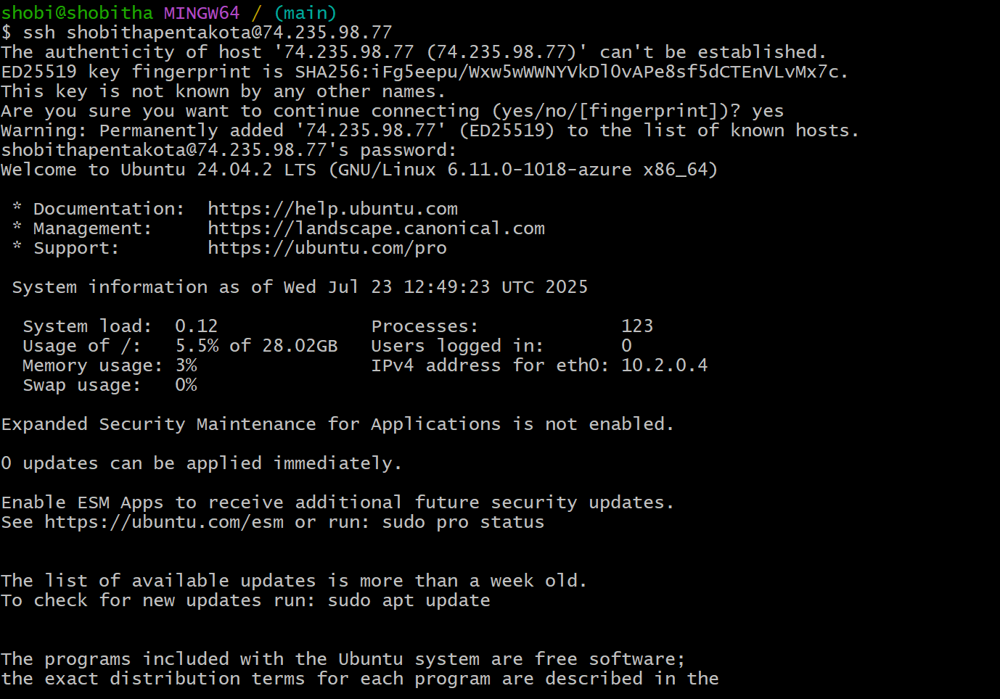 shobi@shobitha MINGW64 / (main)
$ ssh shobithapentakota@74.235.98.77
The authenticity of host '74.235.98.77 (74.235.98.77)' can't be established.
ED25519 key fingerprint is SHA256:iFg5eepu/Wxw5wWWNYVkDl0vAPe8sf5dCTEnVLvMx7c.
This key is not known by any other names.
Are you sure you want to continue connecting (yes/no/[fingerprint])? yes
Warning: Permanently added '74.235.98.77' (ED25519) to the list of known hosts.
shobithapentakota@74.235.98.77's password:
Welcome to Ubuntu 24.04.2 LTS (GNU/Linux 6.11.0-1018-azure x86_64)

 * Documentation:  https://help.ubuntu.com
 * Management:     https://landscape.canonical.com
 * Support:        https://ubuntu.com/pro

 System information as of Wed Jul 23 12:49:23 UTC 2025

  System load:  0.12              Processes:             123
  Usage of /:   5.5% of 28.02GB   Users logged in:       0
  Memory usage: 3%                IPv4 address for eth0: 10.2.0.4
  Swap usage:   0%

Expanded Security Maintenance for Applications is not enabled.

0 updates can be applied immediately.

Enable ESM Apps to receive additional future security updates.
See https://ubuntu.com/esm or run: sudo pro status


The list of available updates is more than a week old.
To check for new updates run: sudo apt update


The programs included with the Ubuntu system are free software;
the exact distribution terms for each program are described in the